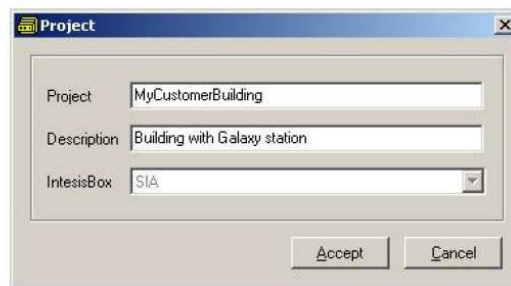 Project
Project MyCustomerBuilding
Description Building with Galaxy station
IntesisBox SIA
Accept Cancel